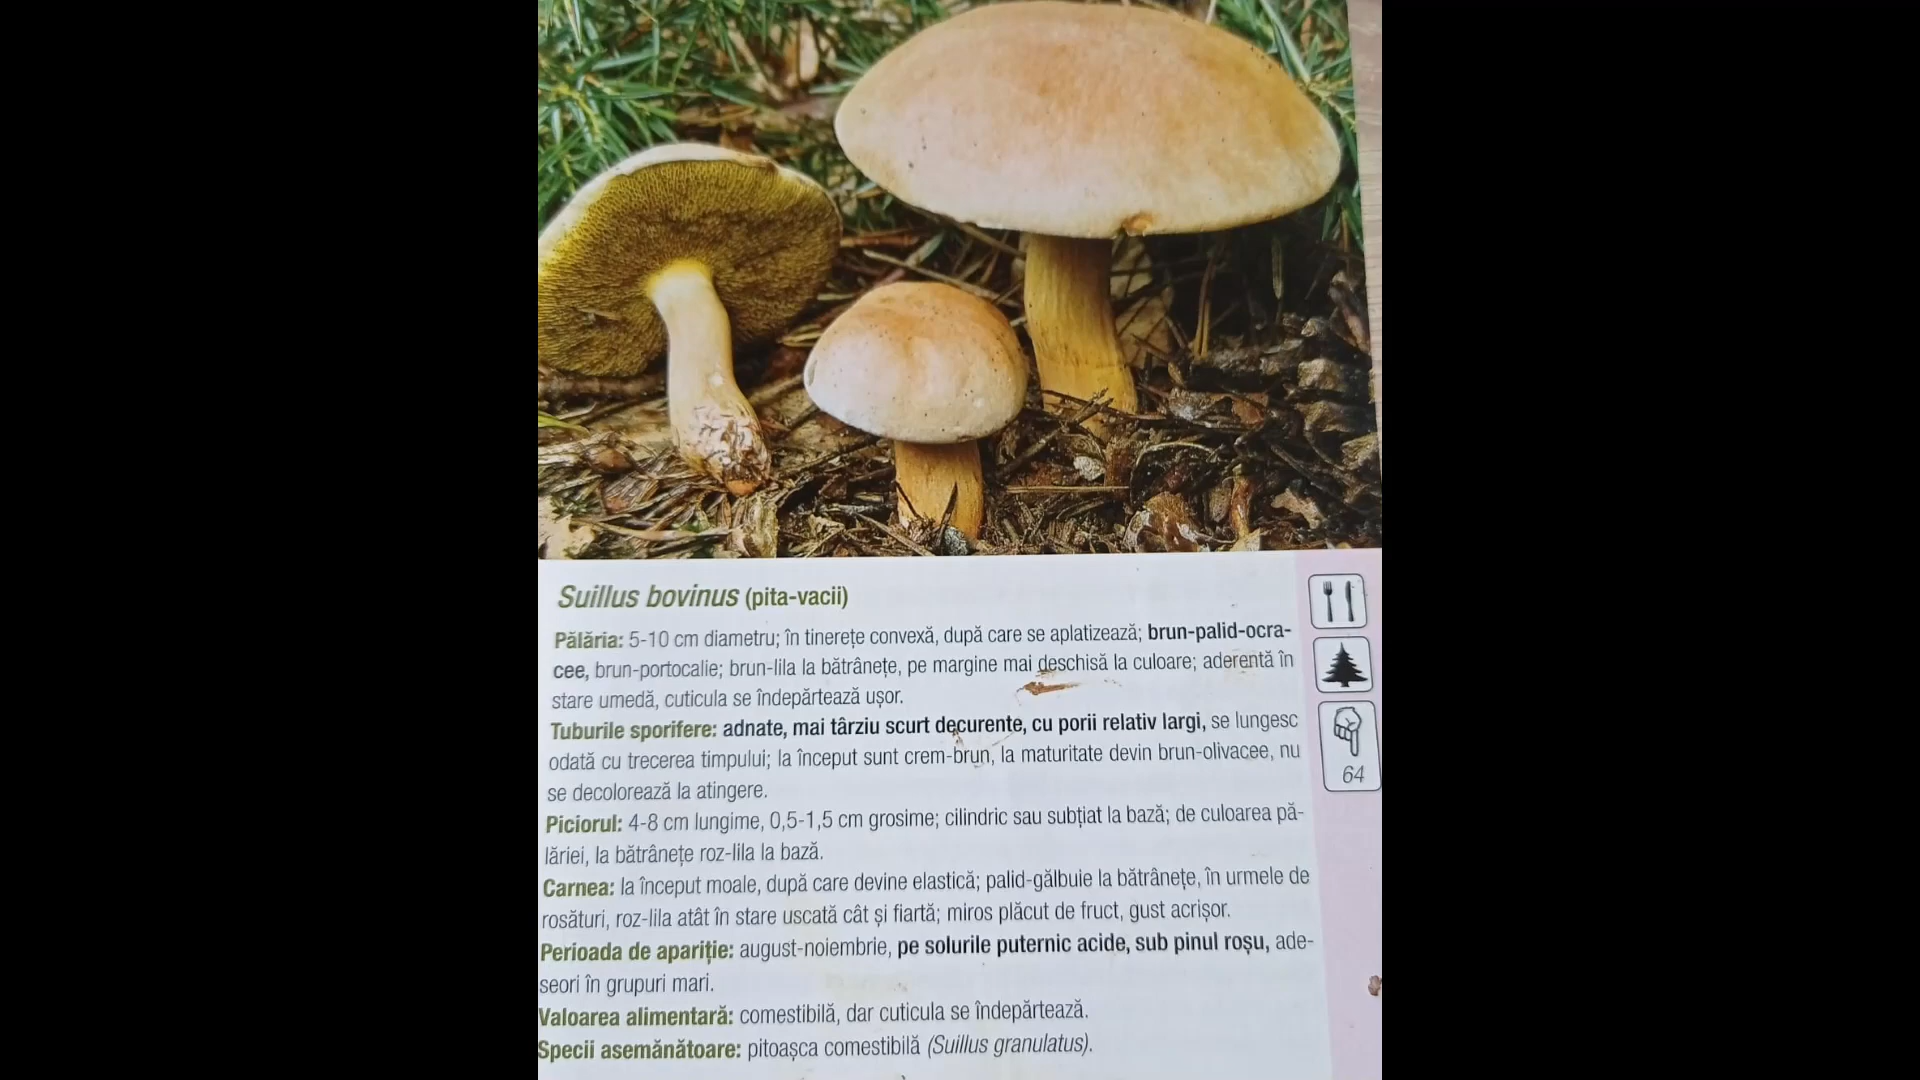 Suillus bovinus (pita-vacii)
Pălăria: 5-10 cm diametru; în tinerețe convexă, după care se aplatizează; brun-palid-ocra-
cee, brun-portocalie; brun-lila la bătrânețe, pe margine mai deschisă la culoare; aderentă în
stare umedă, cuticula se îndepărtează ușor.
Tuburile sporifere: adnate, mai târziu scurt decurente, cu porii relativ largi, se lungesc
odată cu trecerea timpului; la început sunt crem-brun, la maturitate devin brun-olivacee, nu
se decolorează la atingere.
Piciorul: 4-8 cm lungime, 0,5-1,5 cm grosime; cilindric sau subțiat la bază; de culoarea pă-
lăriei, la bătrânețe roz-lila la bază.
Carnea: la început moale, după care devine elastică; palid-gălbuie la bătrânețe, în urmele de
rosături, roz-lila atât în stare uscată cât și fiartă; miros plăcut de fruct, gust acrișor.
Perioada de apariție: august-noiembrie, pe solurile puternic acide, sub pinul roșu, ade-
seori în grupuri mari.
Valoarea alimentară: comestibilă, dar cuticula se îndepărtează.
Specii asemănătoare: pitoașca comestibilă (Suillus granulatus).
64